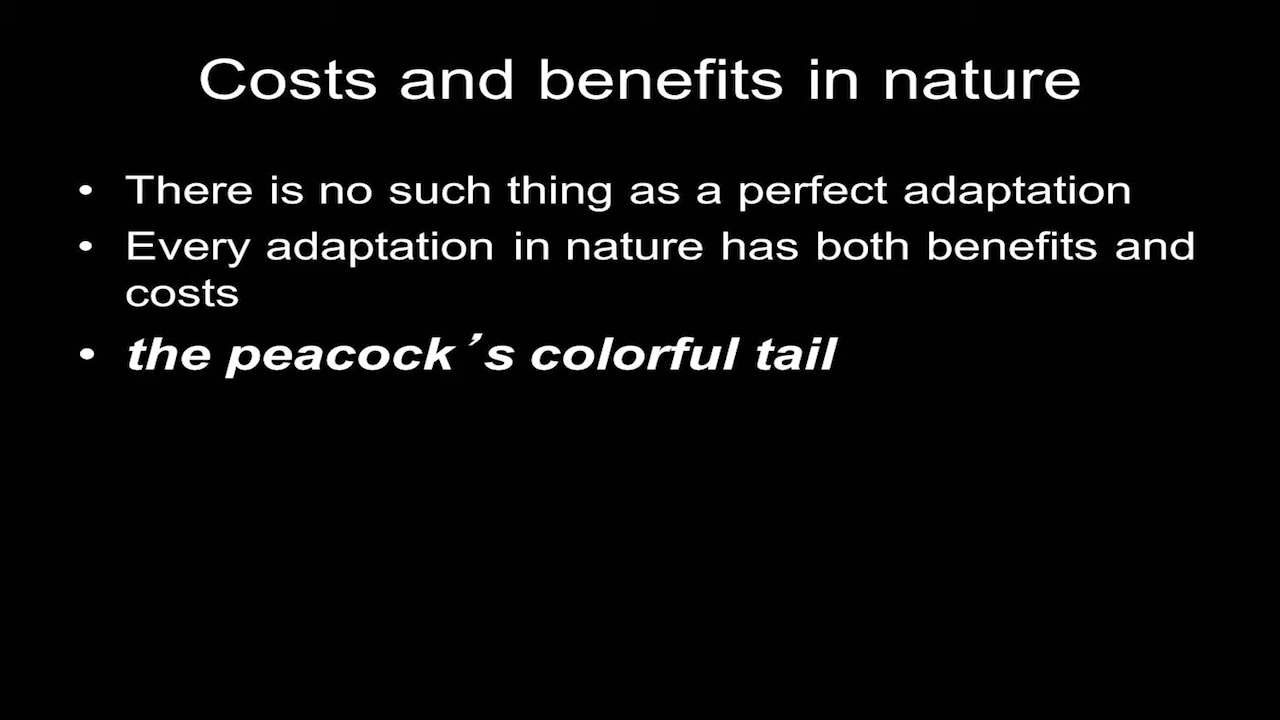 Costs and benefits in nature
• There is no such thing as a perfect adaptation
• Every adaptation in nature has both benefits and
costs
• the peacock’s colorful tail